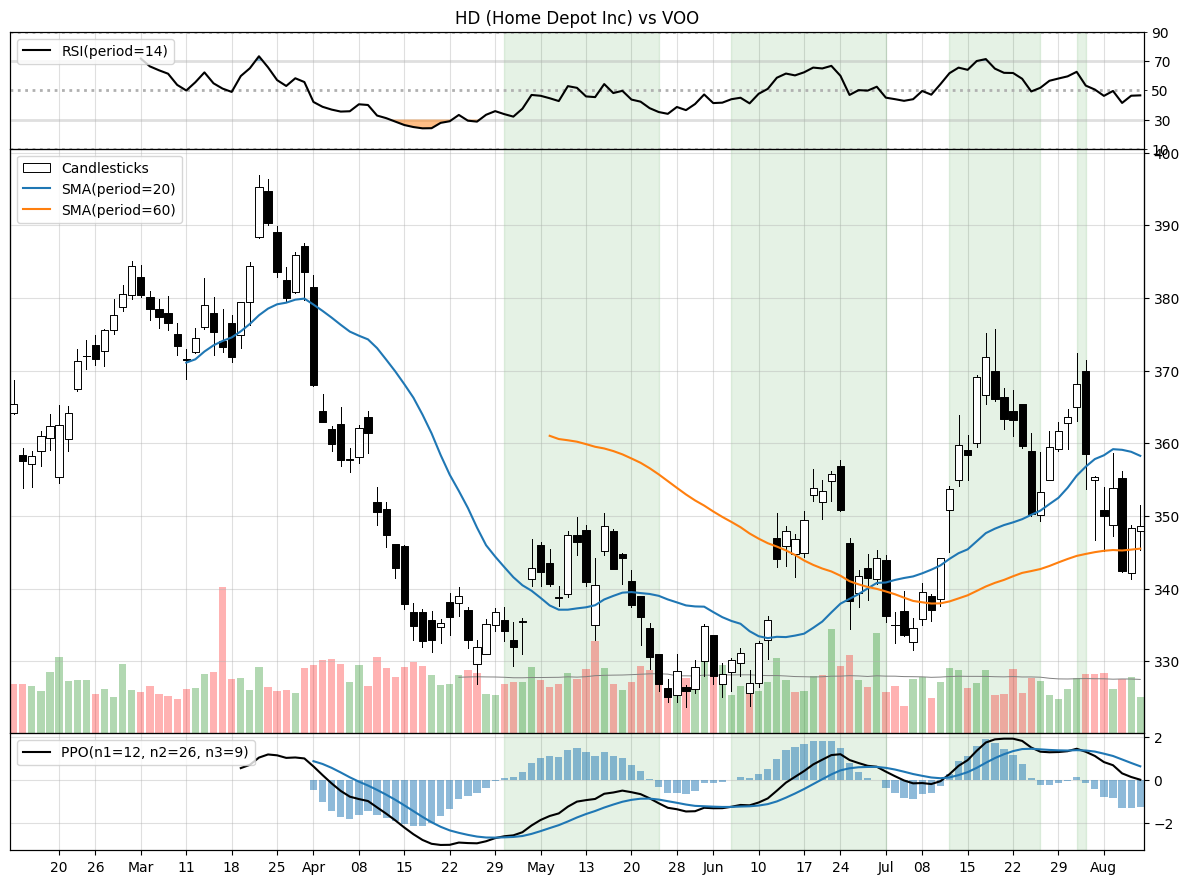 HD (Home Depot Inc) vs VOO
RSI(period=14)
90
70
50
30
10
Candlesticks
SMA(period=20)
SMA(period=60)
400
390
380
370
360
350
340
330
PPO(n1=12, n2=26, n3=9)
2
0
−2
20 26 Mar 11 18 25 Apr 08 15 22 29 May 13 20 28 Jun 10 17 24 Jul 08 15 22 29 Aug